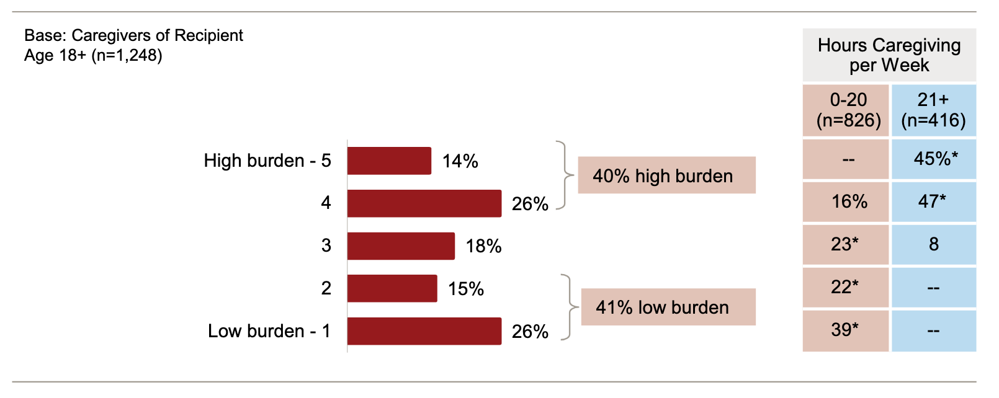 Base: Caregivers of Recipient
Age 18+ (n=1,248)
Hours Caregiving
per Week
0-20
(n=826)
21+
(n=416)
High burden - 5
14%
--
45%*
40% high burden
4
26%
16%
47*
3
18%
23*
8
2
15%
22*
--
41% low burden
Low burden - 1
26%
39*
--